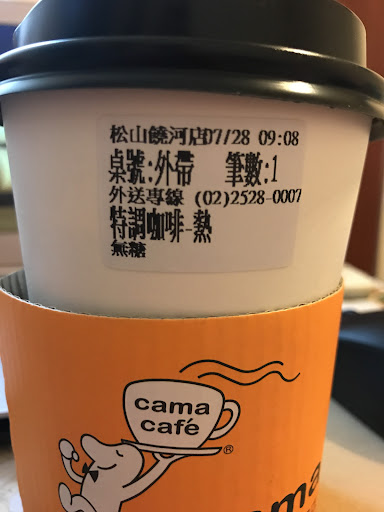 松山饒河店07/28 09:08
桌號:外帶 筆數:1
外送專線 (02)2528-0007
特調咖啡-熱
無糖
cama
café
®
ama